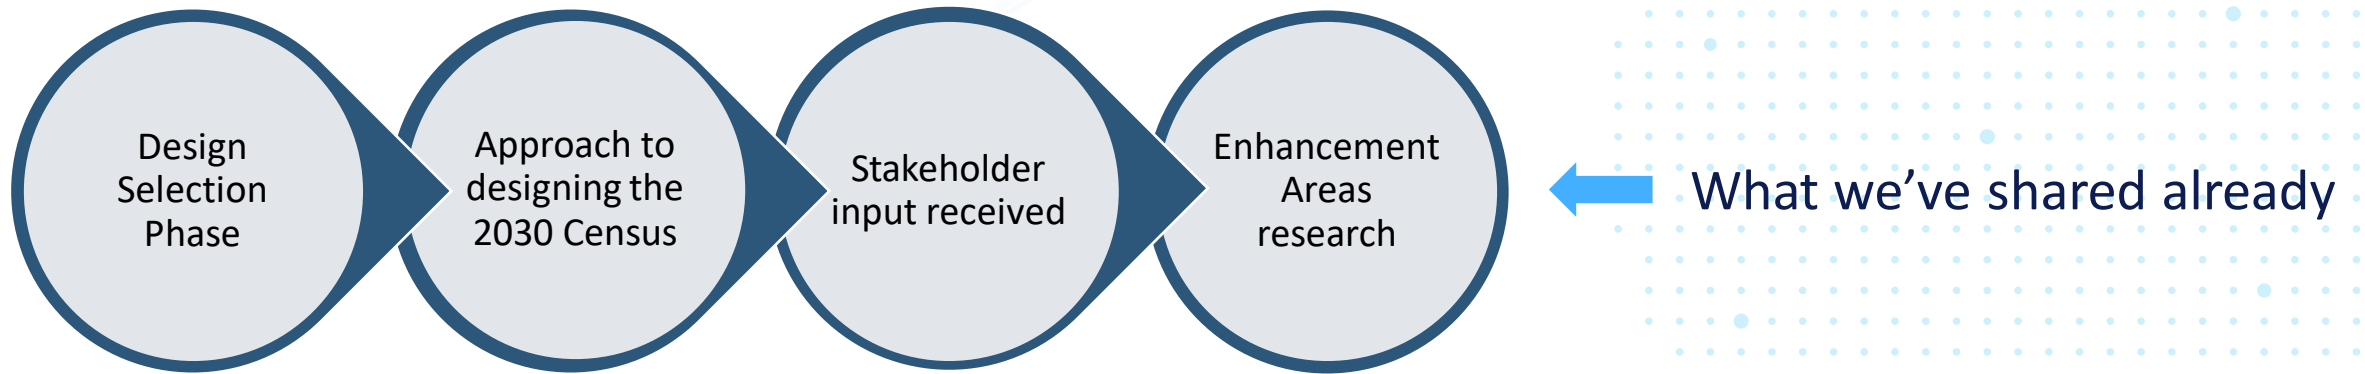 Design
Selection
Phase
Approach to
designing the
2030 Census
Stakeholder
input received
Enhancement
Areas
research
What we’ve shared already